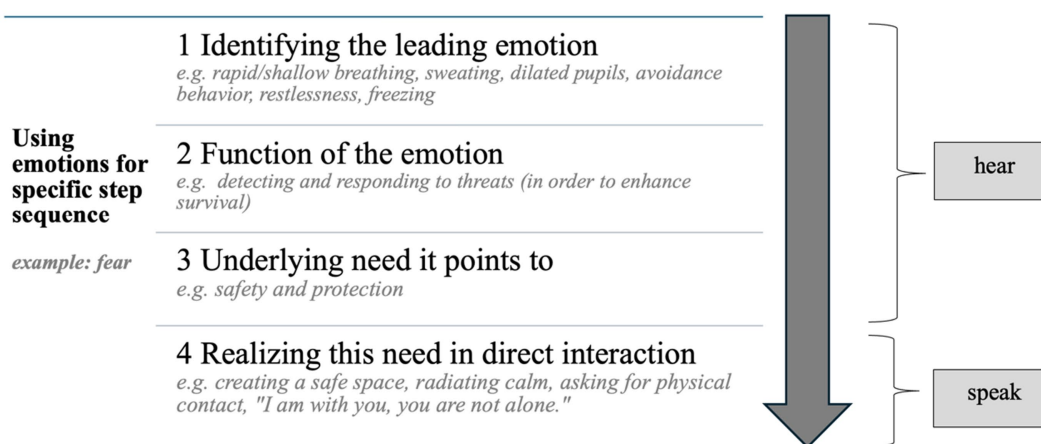 1 Identifying the leading emotion
e.g. rapid/shallow breathing, sweating, dilated pupils, avoidance
behavior, restlessness, freezing
Using
emotions for
specific step
sequence
example: fear
2 Function of the emotion
e.g. detecting and responding to threats (in order to enhance
survival)
3 Underlying need it points to
e.g. safety and protection
4 Realizing this need in direct interaction
e.g. creating a safe space, radiating calm, asking for physical
contact, "I am with you, you are not alone."
hear
speak